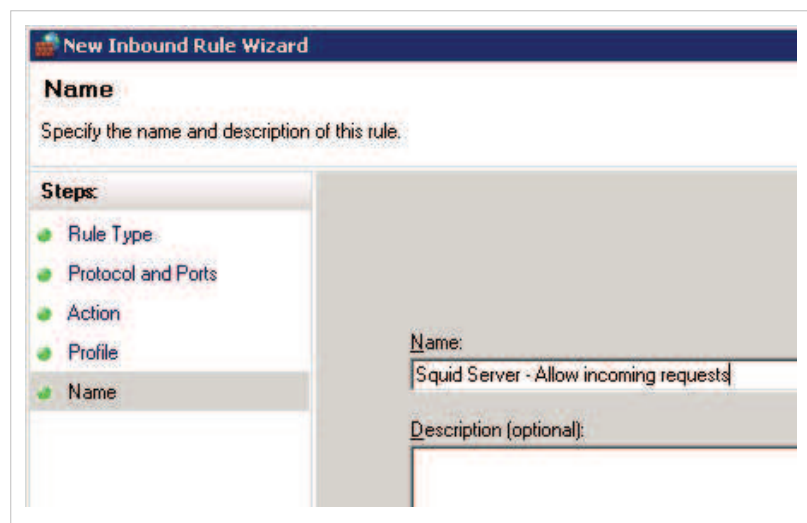 New Inbound Rule Wizard
Name
Specify the name and description of this rule.
Steps:
Rule Type
Protocol and Ports
Action
Profile
Name
Name:
Squid Server - Allow incoming requests
Description (optional):